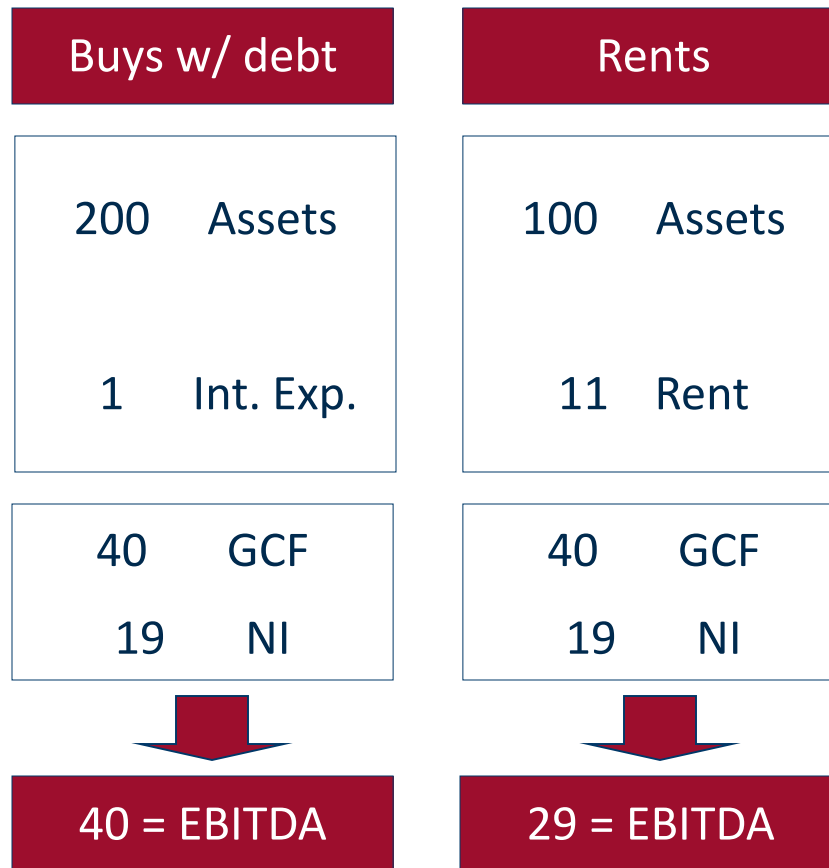 Buys w/ debt
200 Assets
1 Int. Exp.
40 GCF
19 NI
40 = EBITDA
Rents
100 Assets
11 Rent
40 GCF
19 NI
29 = EBITDA